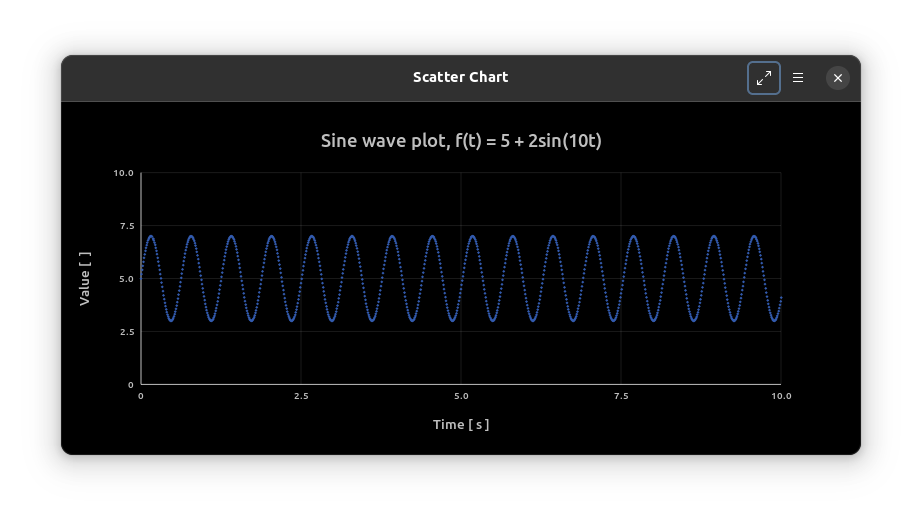 Scatter Chart
Sine wave plot, f(t) = 5 + 2sin(10t)
10.0
7.5
5.0
2.5
0
Value [ ]
0 2.5 5.0 7.5 10.0
Time [ s ]